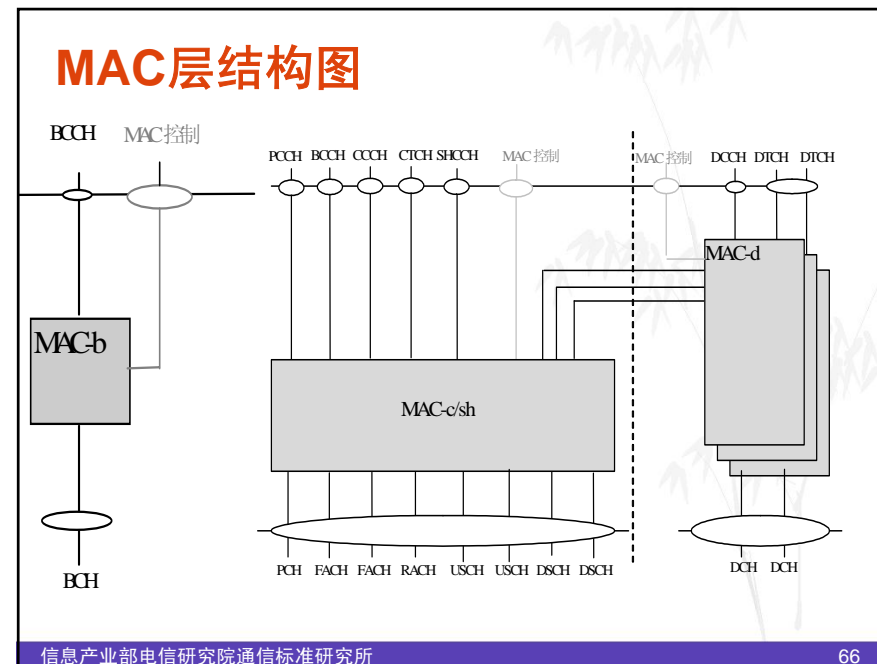 MAC层结构图
BCCH MAC控制
PCCH BCCH CCCH CTCH SHCCH MAC控制 MAC控制 DCCH DTCH DTCH
MAC-d
MAC-b
MAC-c/sh
PCH FACH FACH RACH USCH USCH DSCH DSCH DCH DCH
BCH
信息产业部电信研究院通信标准研究所 66